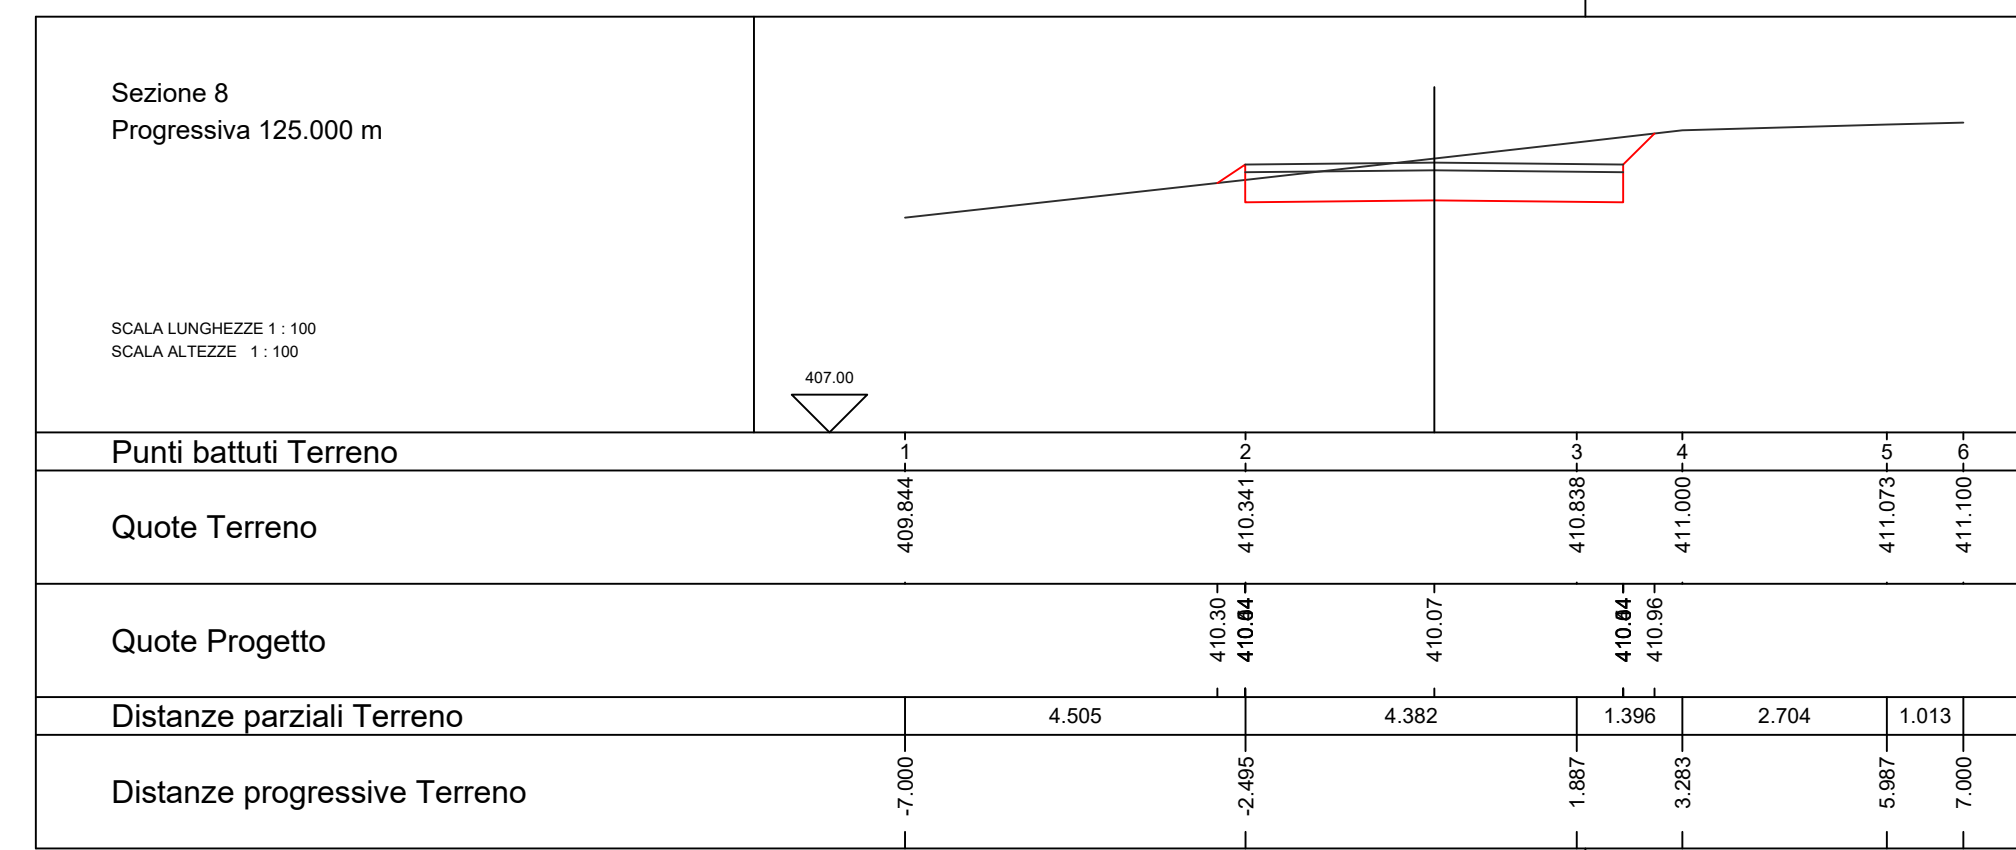 Sezione 8
Progressiva 125.000 m
SCALA LUNGHEZZE 1 : 100
SCALA ALTEZZE 1 : 100
407.00
Punti battuti Terreno 1 2 3 4 5 6
Quote Terreno 409.844 410.341 410.838 411.000 411.073 411.100
Quote Progetto 410.30 410.07 410.96
Distanze parziali Terreno 4.505 4.382 1.396 2.704 1.013
Distanze progressive Terreno -7.000 -2.495 1.887 3.283 5.987 7.000